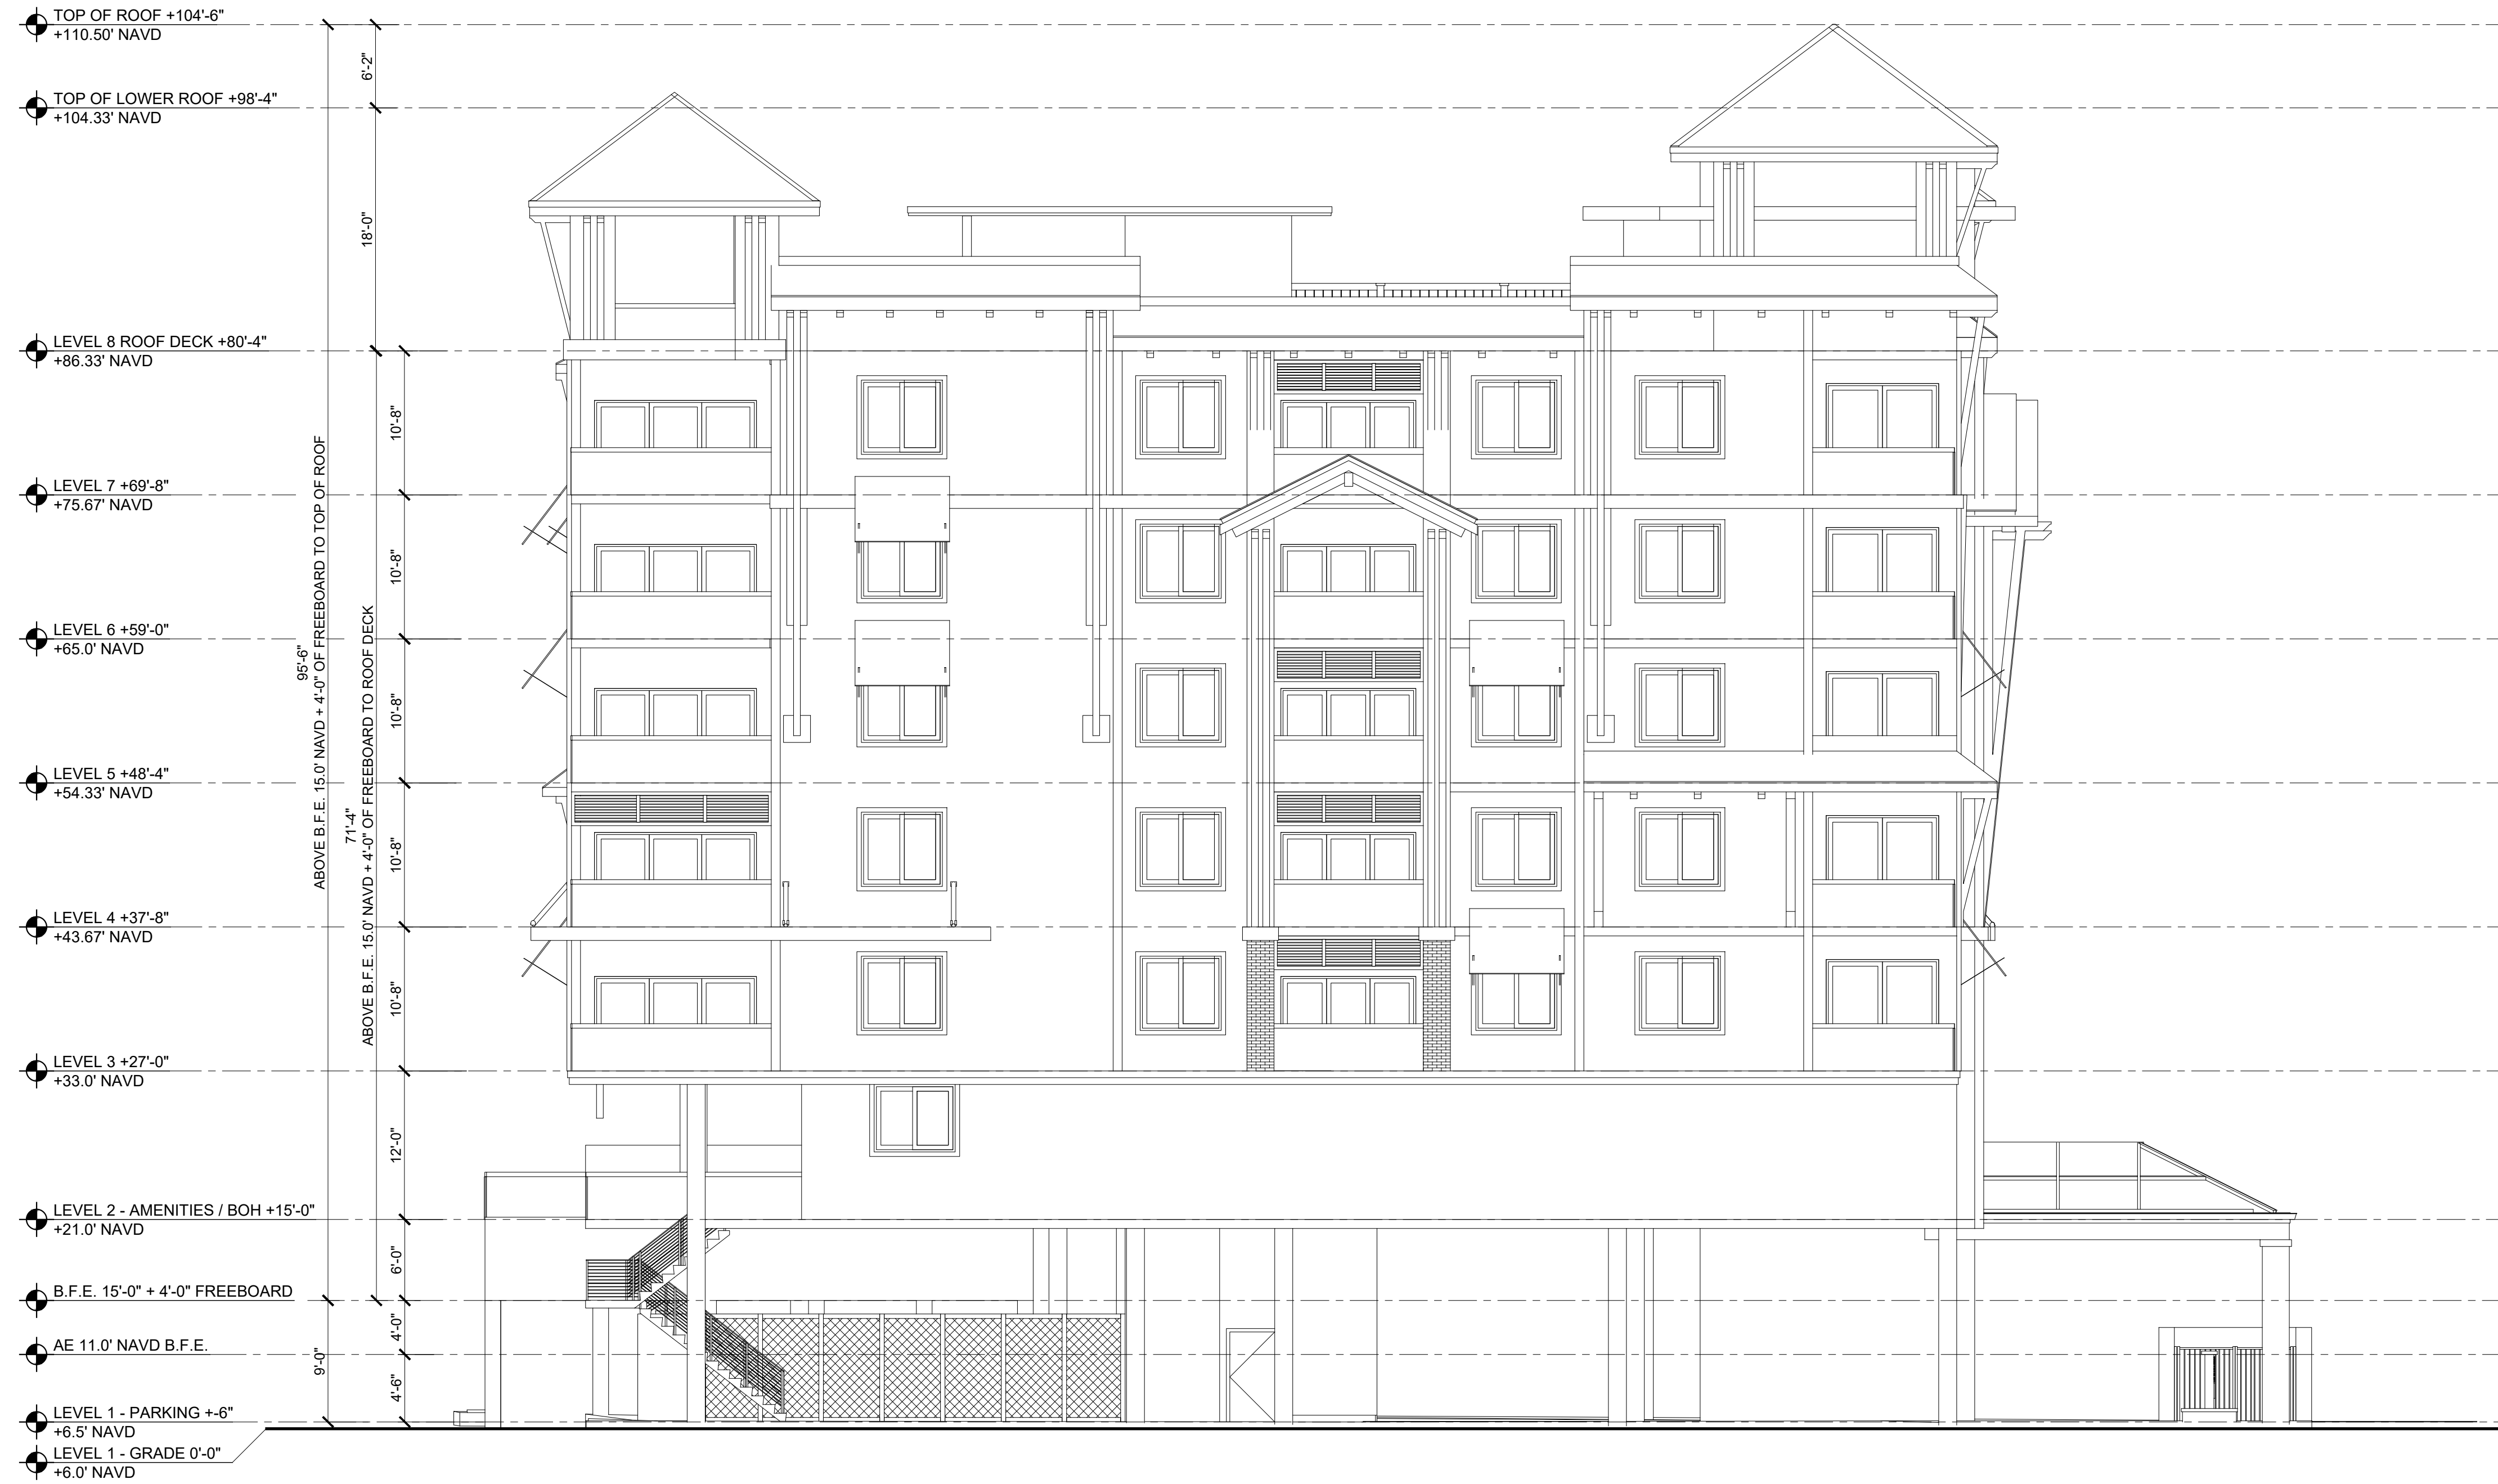 TOP OF ROOF +104'-6"
+110.50' NAVD
6'-2"
TOP OF LOWER ROOF +98'-4"
+104.33' NAVD
18'-0"
LEVEL 8 ROOF DECK +80'-4"
+86.33' NAVD
10'-8"
LEVEL 7 +69'-8"
+75.67' NAVD
10'-8"
LEVEL 6 +59'-0"
+65.0' NAVD
95'-6"
ABOVE B.F.E. 15.0' NAVD + 4'-0" OF FREEBOARD TO TOP OF ROOF
71'-4"
ABOVE B.F.E. 15.0' NAVD + 4'-0" OF FREEBOARD TO ROOF DECK
10'-8"
LEVEL 5 +48'-4"
+54.33' NAVD
10'-8"
LEVEL 4 +37'-8"
+43.67' NAVD
10'-8"
LEVEL 3 +27'-0"
+33.0' NAVD
12'-0"
LEVEL 2 - AMENITIES / BOH +15'-0"
+21.0' NAVD
6'-0"
B.F.E. 15'-0" + 4'-0" FREEBOARD
4'-0"
AE 11.0' NAVD B.F.E.
9'-0"
4'-6"
LEVEL 1 - PARKING +-6"
+6.5' NAVD
LEVEL 1 - GRADE 0'-0"
+6.0' NAVD